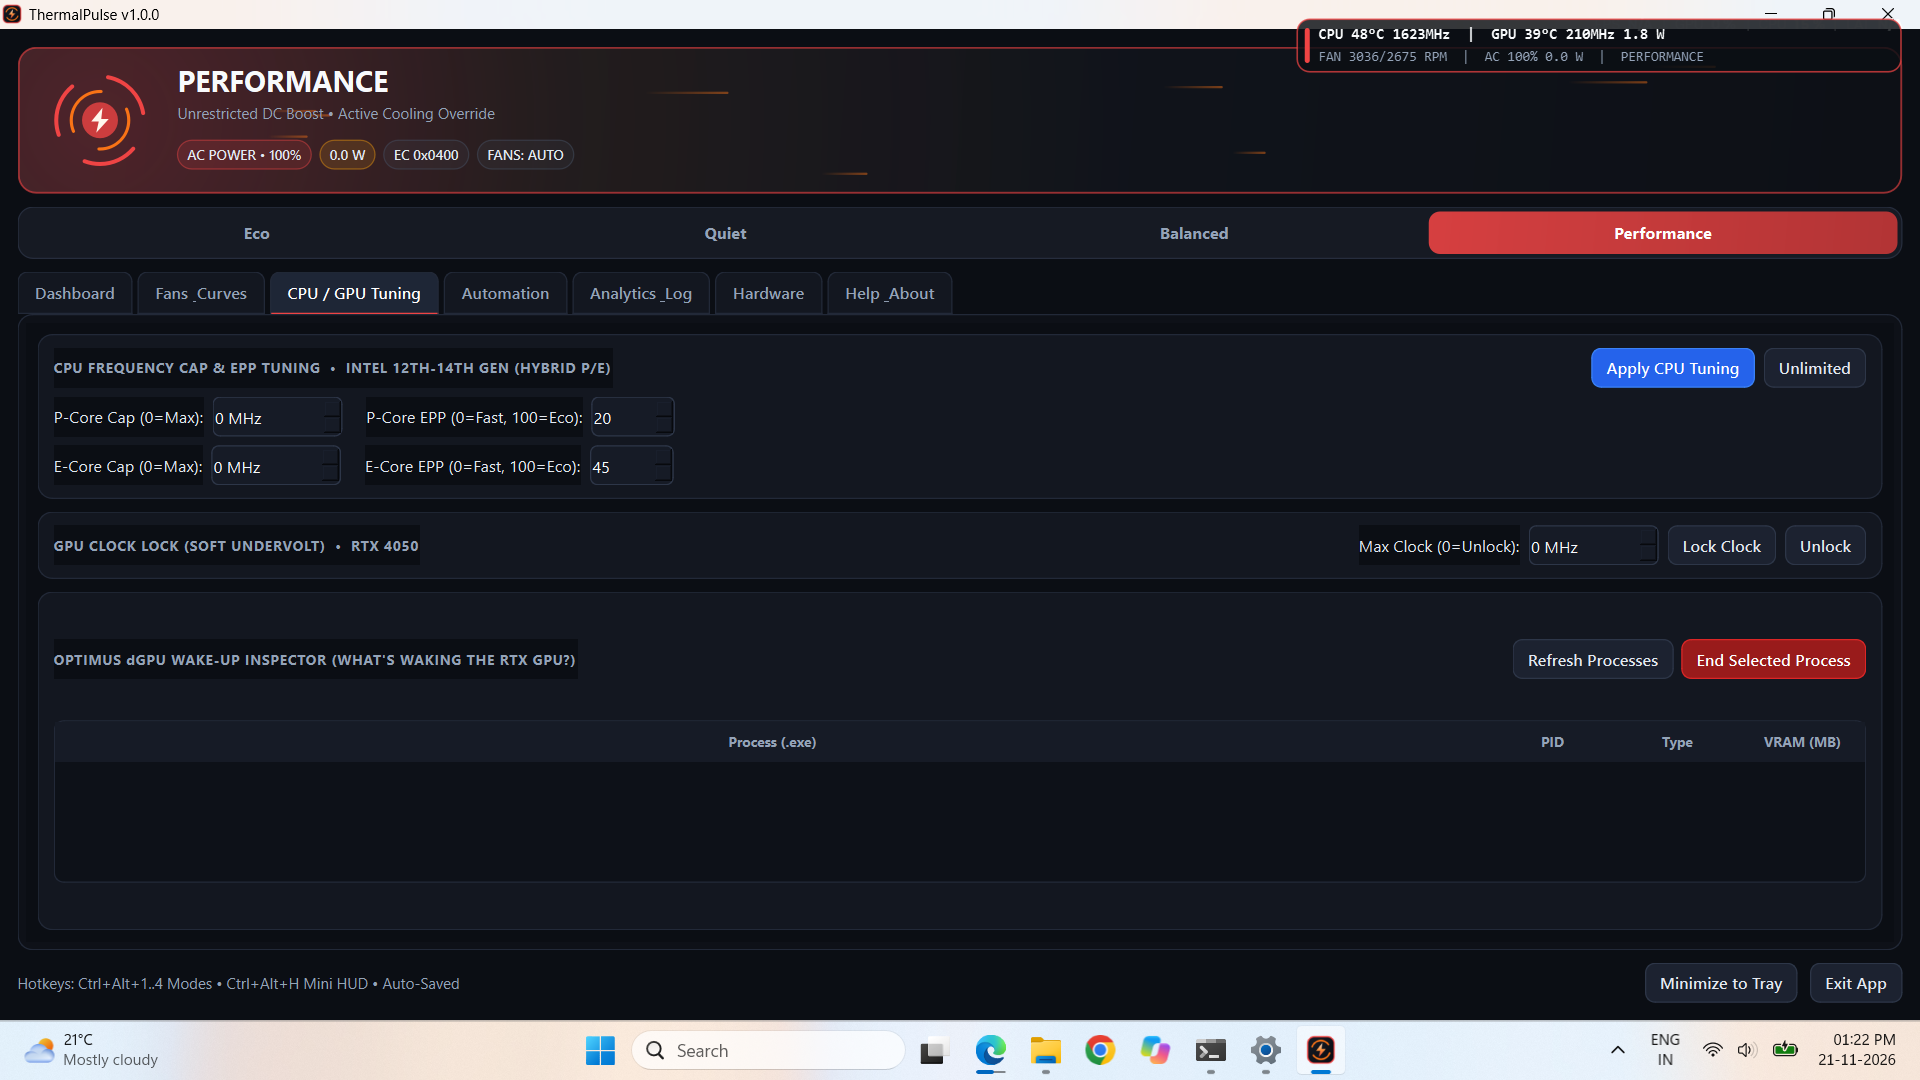 ThermalPulse v1.0.0
CPU 48°C 1623MHz | GPU 39°C 210MHz 1.8 W
FAN 3036/2675 RPM | AC 100% 0.0 W | PERFORMANCE
PERFORMANCE
Unrestricted DC Boost • Active Cooling Override
AC POWER • 100%
0.0 W
EC 0x0400
FANS: AUTO
Eco
Quiet
Balanced
Performance
Dashboard
Fans _Curves
CPU / GPU Tuning
Automation
Analytics _Log
Hardware
Help _About
CPU FREQUENCY CAP & EPP TUNING • INTEL 12TH-14TH GEN (HYBRID P/E)
Apply CPU Tuning
Unlimited
P-Core Cap (0=Max): 0 MHz
P-Core EPP (0=Fast, 100=Eco): 20
E-Core Cap (0=Max): 0 MHz
E-Core EPP (0=Fast, 100=Eco): 45
GPU CLOCK LOCK (SOFT UNDERVOLT) • RTX 4050
Max Clock (0=Unlock): 0 MHz
Lock Clock
Unlock
OPTIMUS dGPU WAKE-UP INSPECTOR (WHAT'S WAKING THE RTX GPU?)
Refresh Processes
End Selected Process
Process (.exe)
PID
Type
VRAM (MB)
Hotkeys: Ctrl+Alt+1..4 Modes • Ctrl+Alt+H Mini HUD • Auto-Saved
Minimize to Tray
Exit App
21°C
Mostly cloudy
Search
ENG
IN
01:22 PM
21-11-2026